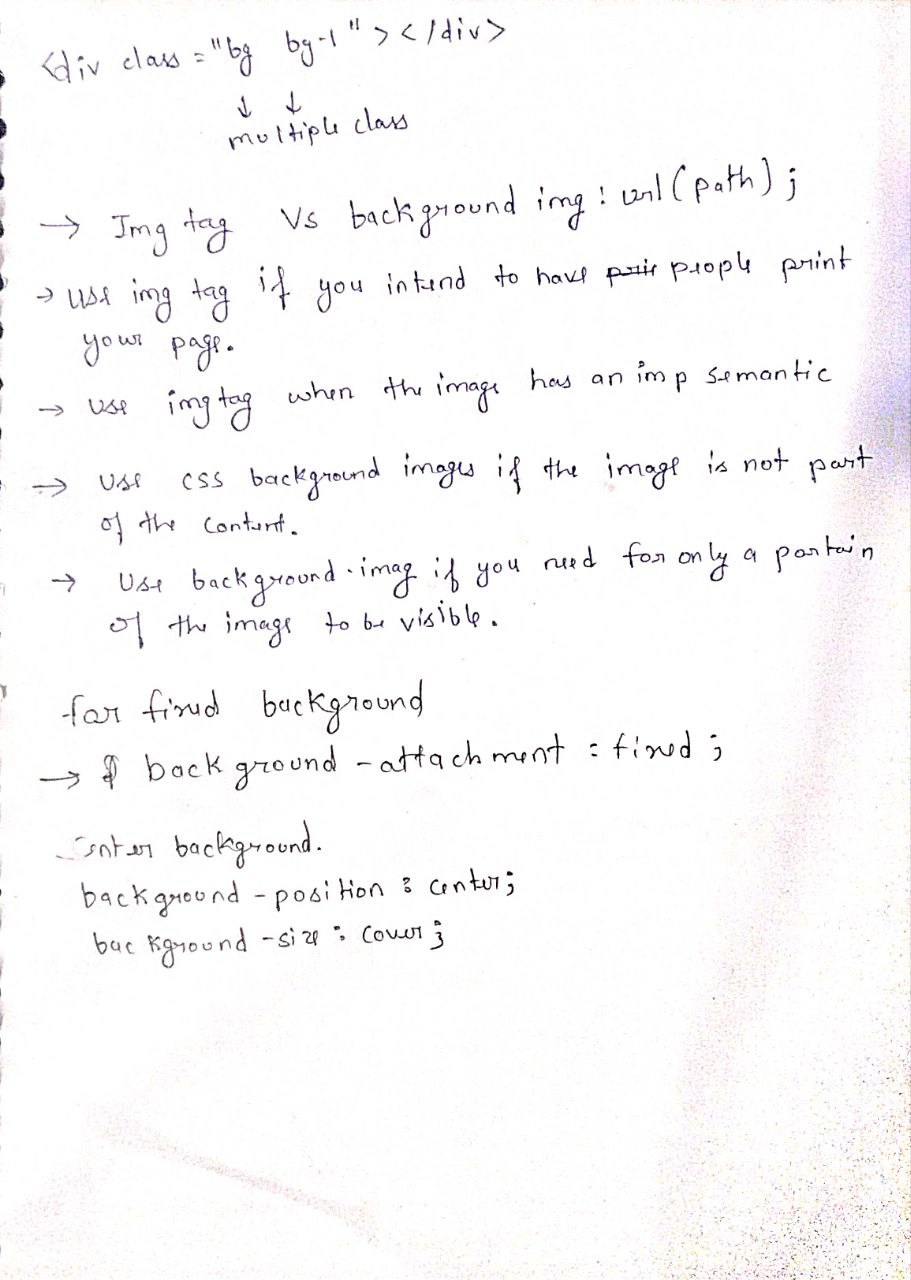 <div class="bg bg-1"></div>
↓ ↓
multiple class
→ Img tag Vs background img: url(path);
→ use img tag if you intend to have people print
your page.
→ use img tag when the image has an imp semantic
→ Use css background images if the image is not part
of the content.
→ Use background-imag if you need for only a portain
of the image to be visible.
for fixed background
→ background-attachment : fixed;
center background.
background-position : center;
background-size : cover;